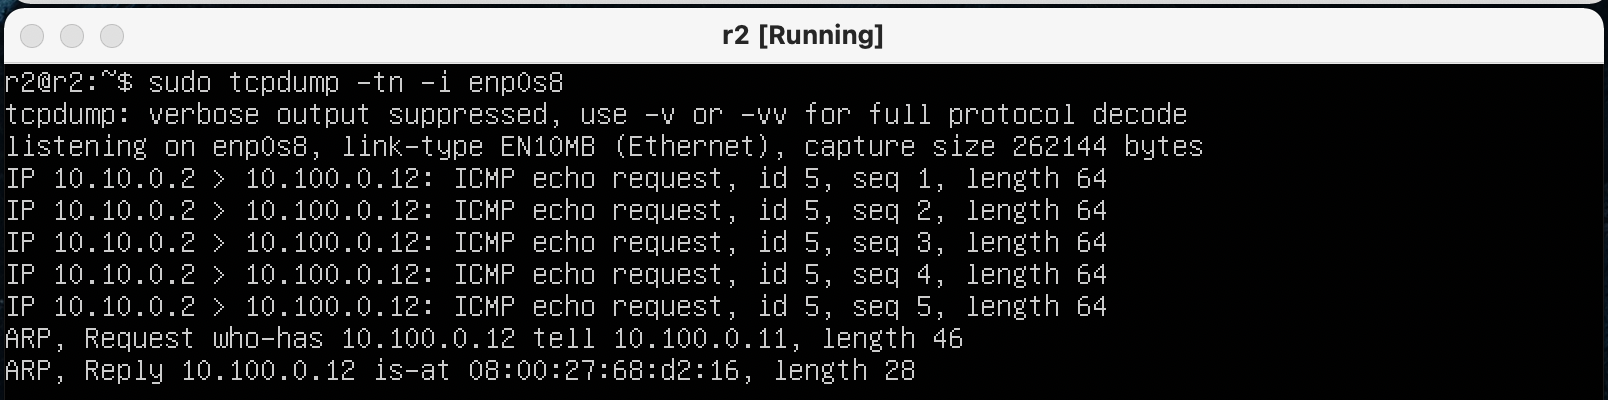 r2 [Running]
r2@r2:~$ sudo tcpdump -tn -i enp0s8
tcpdump: verbose output suppressed, use -v or -vv for full protocol decode
listening on enp0s8, link-type EN10MB (Ethernet), capture size 262144 bytes
IP 10.10.0.2 > 10.100.0.12: ICMP echo request, id 5, seq 1, length 64
IP 10.10.0.2 > 10.100.0.12: ICMP echo request, id 5, seq 2, length 64
IP 10.10.0.2 > 10.100.0.12: ICMP echo request, id 5, seq 3, length 64
IP 10.10.0.2 > 10.100.0.12: ICMP echo request, id 5, seq 4, length 64
IP 10.10.0.2 > 10.100.0.12: ICMP echo request, id 5, seq 5, length 64
ARP, Request who-has 10.100.0.12 tell 10.100.0.11, length 46
ARP, Reply 10.100.0.12 is-at 08:00:27:68:d2:16, length 28